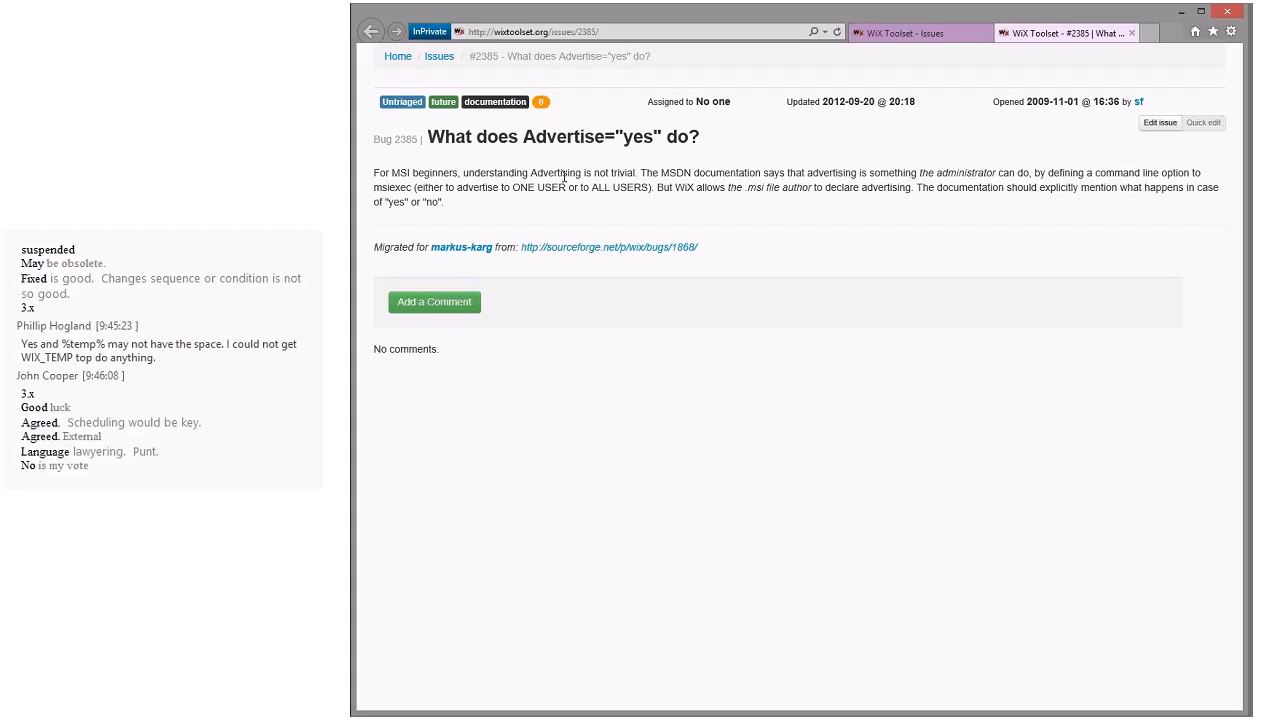 suspended
May be obsolete.
Fixed is good. Changes sequence or condition is not
so good.
3.x
Phillip Hogland [9:45:23 ]
Yes and %temp% may not have the space. I could not get
WIX_TEMP top do anything.
John Cooper [9:46:08 ]
3.x
Good luck
Agreed. Scheduling would be key.
Agreed. External
Language lawyering. Punt.
No is my vote
InPrivate http://wixtoolset.org/issues/2385/ WiX Toolset - Issues WiX Toolset - #2385 | What ...
Home / Issues / #2385 - What does Advertise="yes" do?
Untriaged future documentation 0 Assigned to No one Updated 2012-09-20 @ 20:18 Opened 2009-11-01 @ 16:36 by sf
Edit issue Quick edit
Bug 2385 | What does Advertise="yes" do?
For MSI beginners, understanding Advertising is not trivial. The MSDN documentation says that advertising is something the administrator can do, by defining a command line option to
msiexec (either to advertise to ONE USER or to ALL USERS). But WiX allows the .msi file author to declare advertising. The documentation should explicitly mention what happens in case
of "yes" or "no".
Migrated for markus-karg from: http://sourceforge.net/p/wix/bugs/1868/
Add a Comment
No comments.